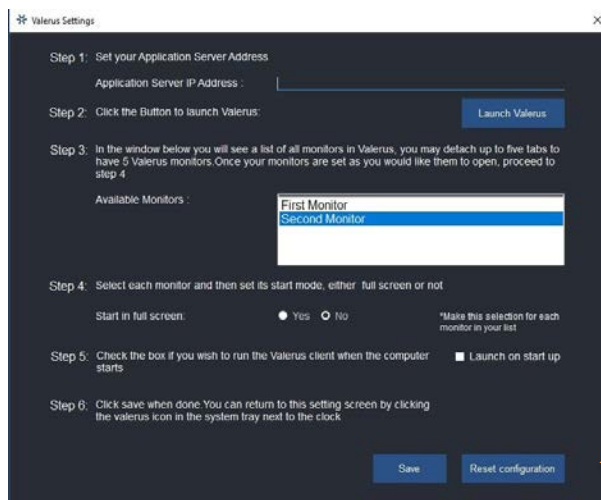 Valerus Settings
Step 1: Set your Application Server Address
Application Server IP Address :
Step 2: Click the Button to launch Valerus:
Launch Valerus
Step 3: In the window below you will see a list of all monitors in Valerus, you may detach up to five tabs to
have 5 Valerus monitors.Once your monitors are set as you would like them to open, proceed to
step 4
Available Monitors :
First Monitor
Second Monitor
Step 4: Select each monitor and then set its start mode, either full screen or not
Start in full screen:
Yes
No
*Make this selection for each
monitor in your list
Step 5: Check the box if you wish to run the Valerus client when the computer
starts
Launch on start up
Step 6: Click save when done.You can return to this setting screen by clicking
the valerus icon in the system tray next to the clock
Save
Reset configuration